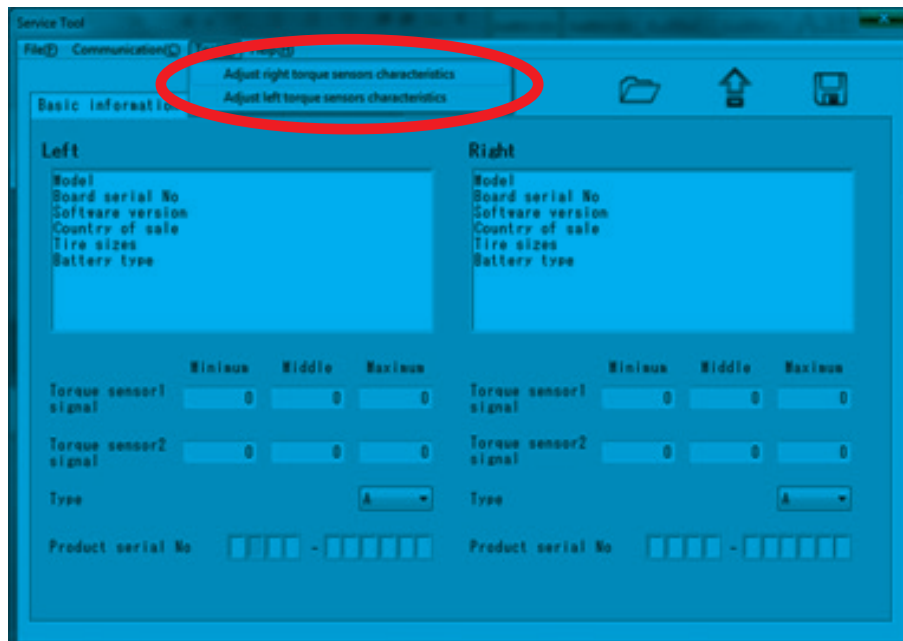 Service Tool
File(F) Communication(C)
Adjust right torque sensors characteristics
Adjust left torque sensors characteristics
Basic information
Left
Right
Model
Board serial No
Software version
Country of sale
Tire sizes
Battery type
Model
Board serial No
Software version
Country of sale
Tire sizes
Battery type
Minimum Middle Maximum
Minimum Middle Maximum
Torque sensor1 0 0 0
signal
Torque sensor1 0 0 0
signal
Torque sensor2 0 0 0
signal
Torque sensor2 0 0 0
signal
Type A
Type A
Product serial No -
Product serial No -